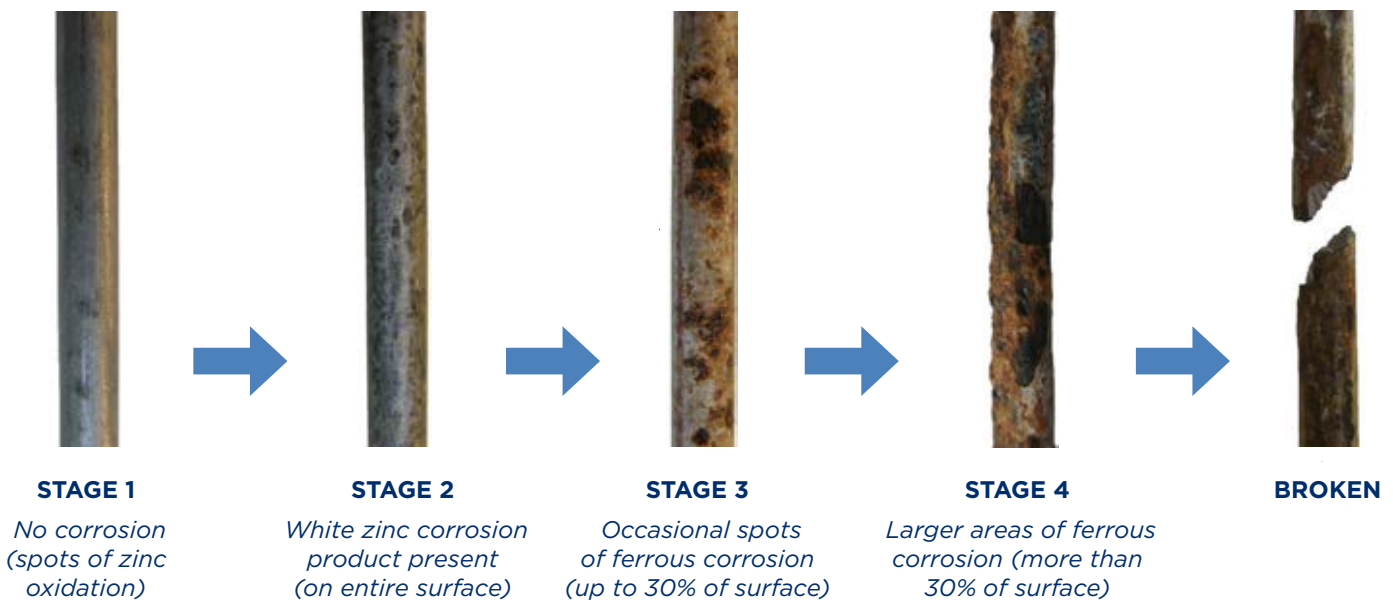 STAGE 1
No corrosion
(spots of zinc
oxidation)
STAGE 2
White zinc corrosion
product present
(on entire surface)
STAGE 3
Occasional spots
of ferrous corrosion
(up to 30% of surface)
STAGE 4
Larger areas of ferrous
corrosion (more than
30% of surface)
BROKEN